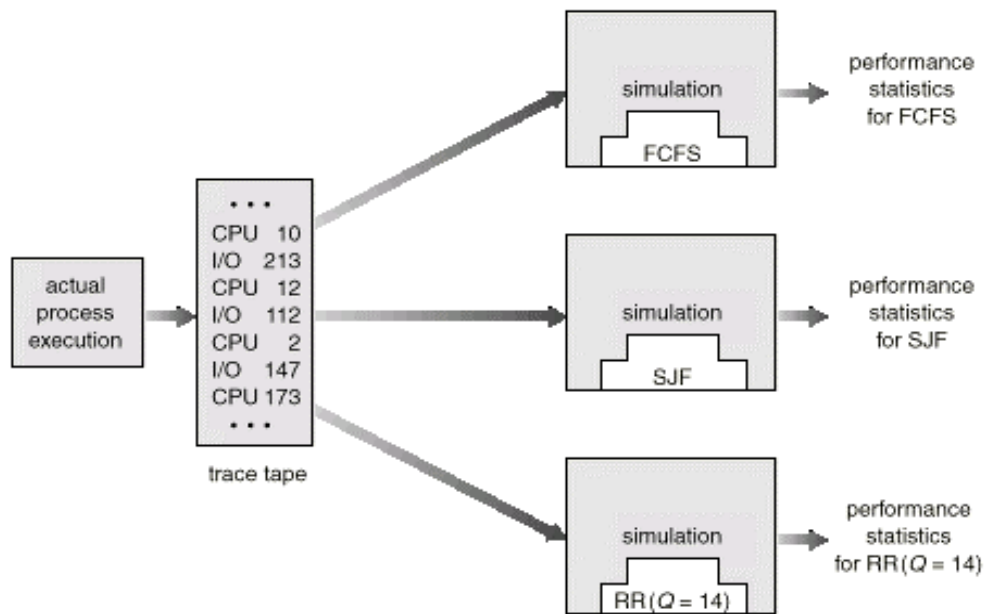 actual
process
execution
• • •
CPU 10
I/O 213
CPU 12
I/O 112
CPU 2
I/O 147
CPU 173
• • •
trace tape
simulation
FCFS
performance
statistics
for FCFS
simulation
SJF
performance
statistics
for SJF
simulation
RR(Q = 14)
performance
statistics
for RR(Q = 14)